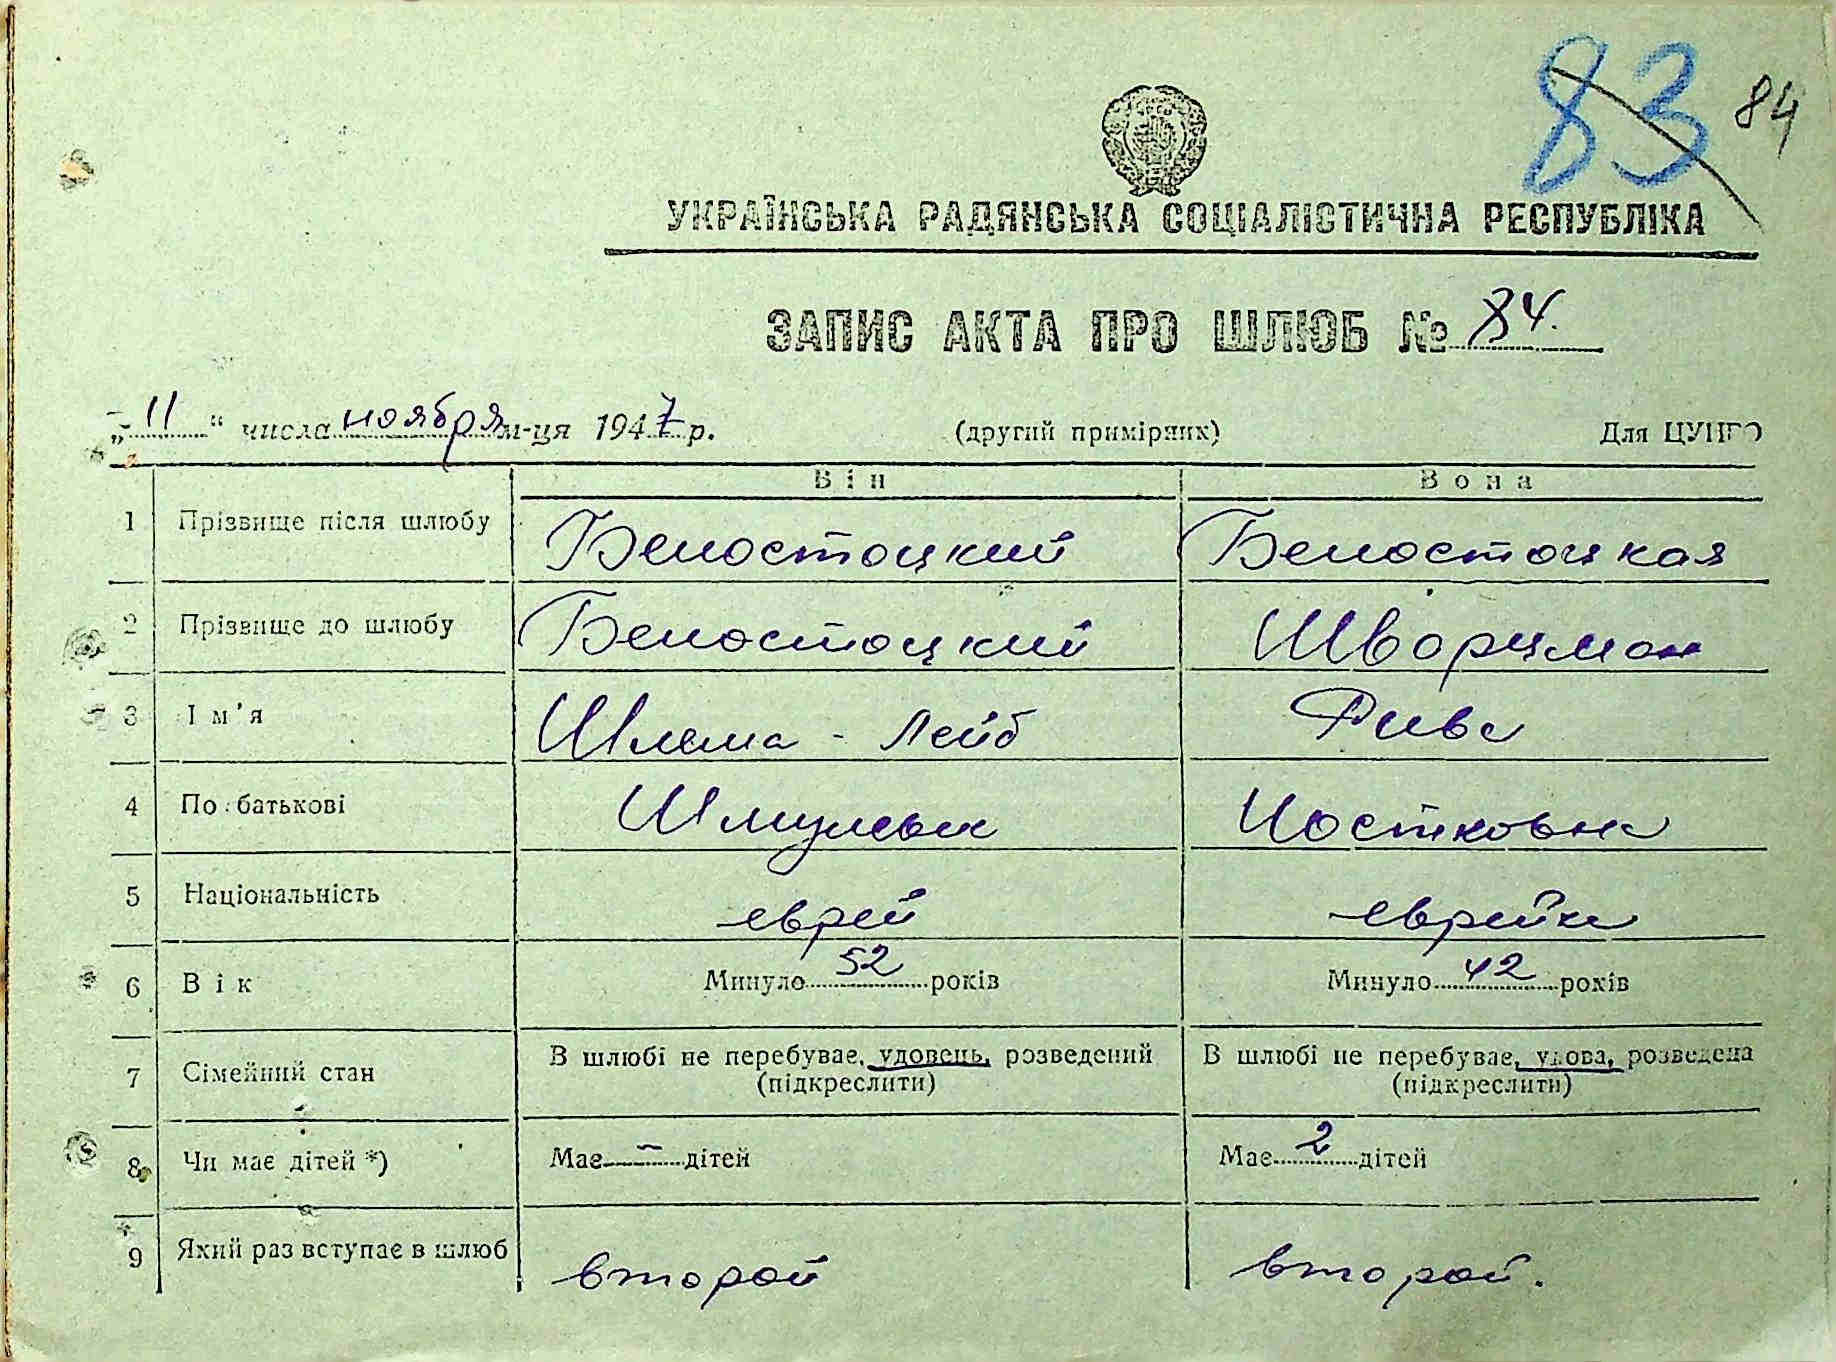 83 84
УКРАЇНСЬКА РАДЯНСЬКА СОЦІАЛІСТИЧНА РЕСПУБЛІКА
ЗАПИС АКТА ПРО ШЛЮБ № 84.
„ 11 “ числа ноября м-ця 1947 р. (другий примірник) Для ЦУНГО
Він Вона
1 Прізвище після шлюбу Белостоцкий Белостоцкая
2 Прізвище до шлюбу Белостоцкий Шварцман
3 Ім'я Шлема - Лейб Рива
4 По батькові Шмулевич Иостковна
5 Національність еврей еврейка
6 Вік Минуло 52 років Минуло 42 років
7 Сімейний стан В шлюбі не перебуває, удовець, розведений В шлюбі не перебуває, удова, розведена
(підкреслити) (підкреслити)
8 Чи має дітей *) Має - дітей Має 2 дітей
9 Який раз вступає в шлюб второй второй.